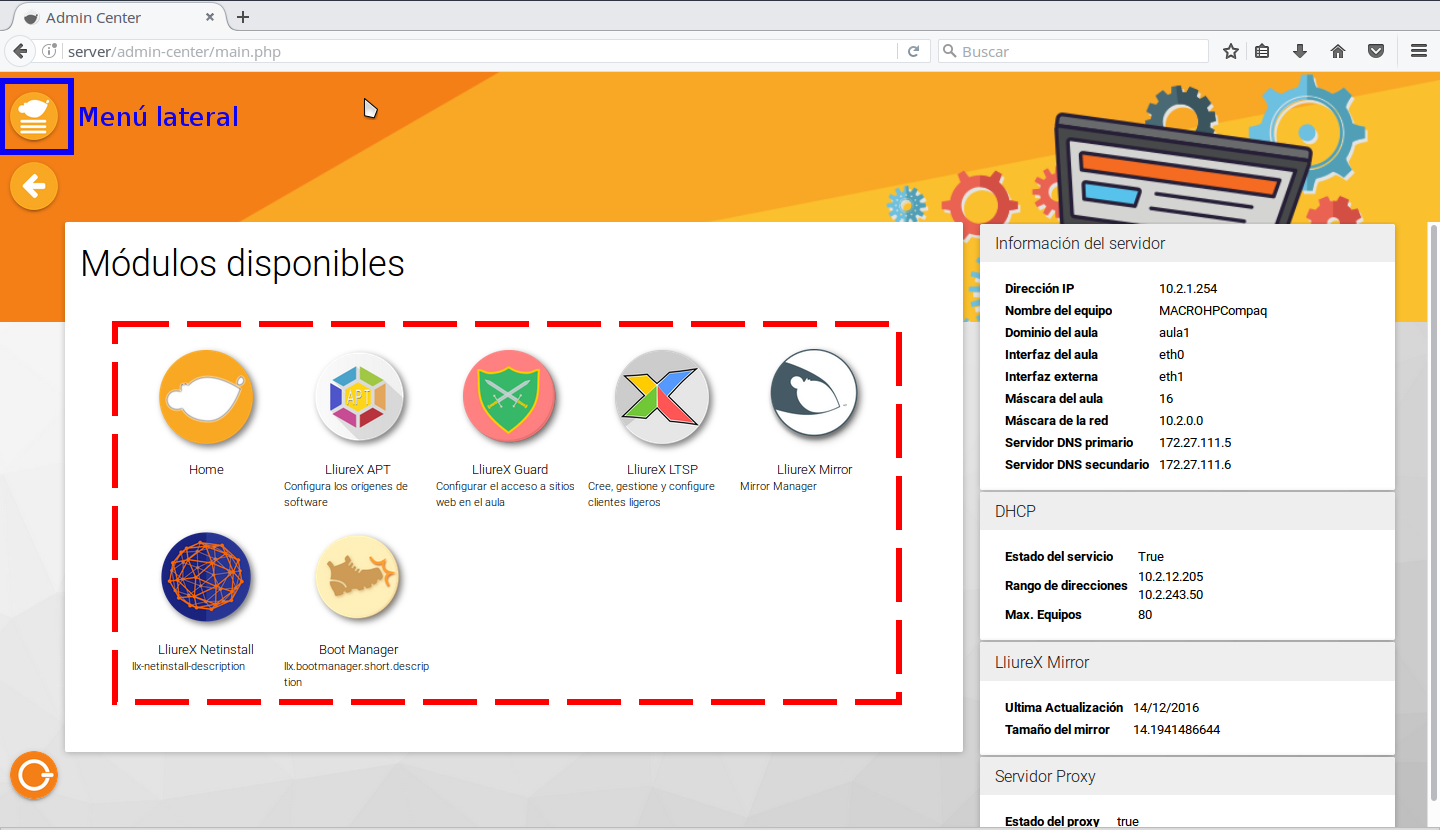 Admin Center
server/admin-center/main.php
Buscar
Menú lateral
Módulos disponibles
Home
LliureX APT
Configura los orígenes de
software
LliureX Guard
Configurar el acceso a sitios
web en el aula
LliureX LTSP
Cree, gestione y configure
clientes ligeros
LliureX Mirror
Mirror Manager
LliureX Netinstall
llx-netinstall-description
Boot Manager
llx.bootmanager.short.descrip
tion
APT
Información del servidor
Dirección IP 10.2.1.254
Nombre del equipo MACROHPCompaq
Dominio del aula aula1
Interfaz del aula eth0
Interfaz externa eth1
Máscara del aula 16
Máscara de la red 10.2.0.0
Servidor DNS primario 172.27.111.5
Servidor DNS secundario 172.27.111.6
DHCP
Estado del servicio True
Rango de direcciones 10.2.12.205
10.2.243.50
Max. Equipos 80
LliureX Mirror
Ultima Actualización 14/12/2016
Tamaño del mirror 14.1941486644
Servidor Proxy
Estado del proxy true